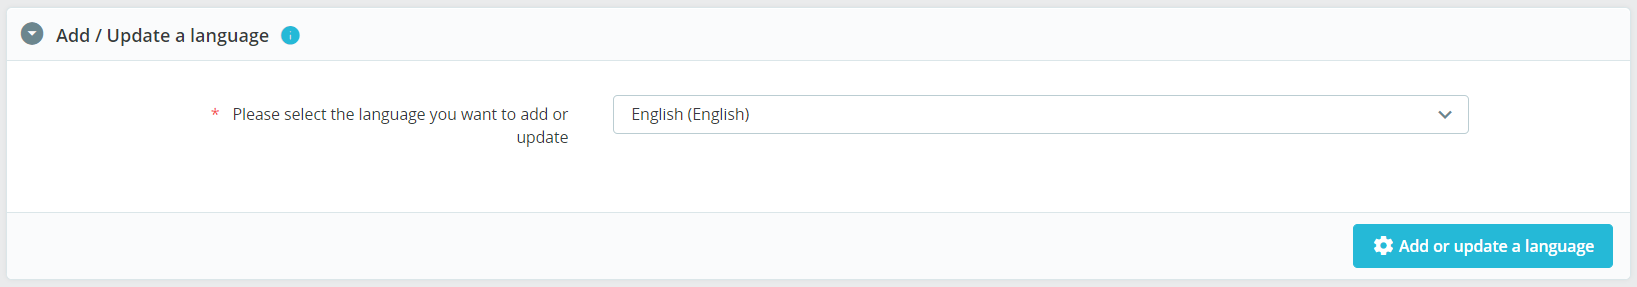 Add / Update a language
* Please select the language you want to add or
update
English (English)
Add or update a language